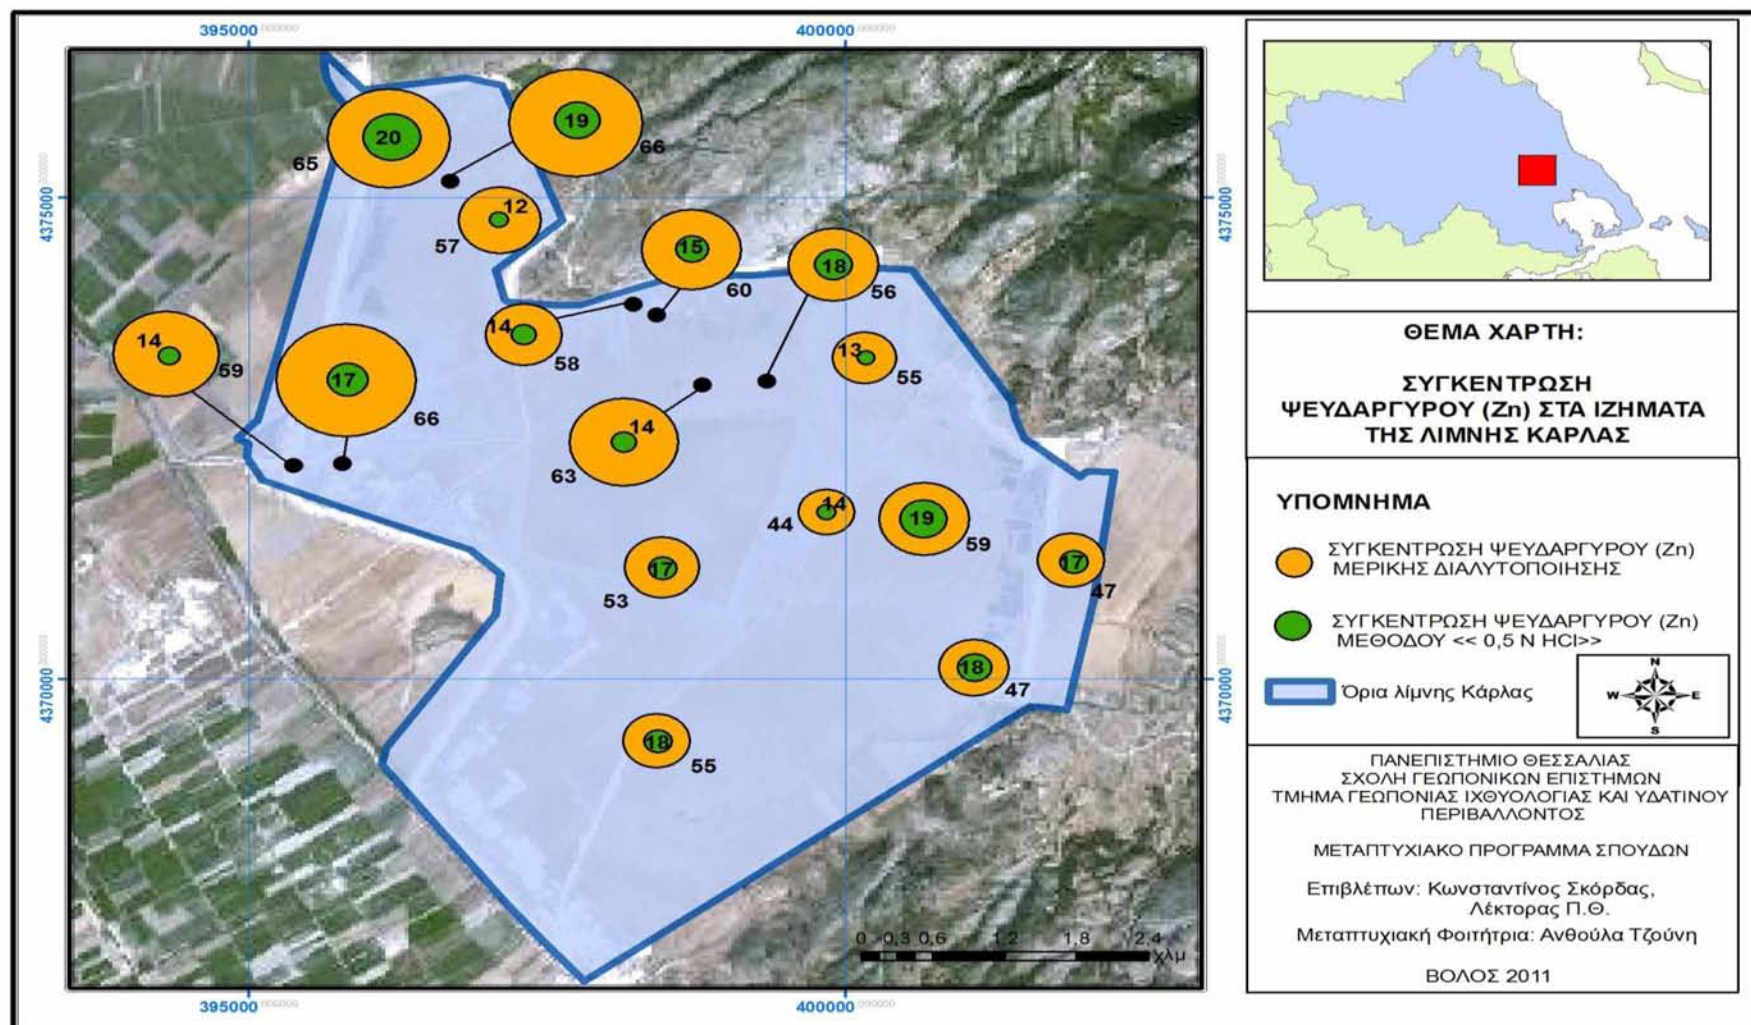 395000
400000
4375000
4375000
4370000
4370000
395000
400000
20
65
19
66
12
57
15
60
18
56
14
58
13
55
14
59
17
66
14
63
14
44
19
59
17
47
17
53
18
47
18
55
0 0,3 0,6 1,2 1,8 2,4
χλμ
ΘΕΜΑ ΧΑΡΤΗ:
ΣΥΓΚΕΝΤΡΩΣΗ
ΨΕΥΔΑΡΓΥΡΟΥ (Zn) ΣΤΑ ΙΖΗΜΑΤΑ
ΤΗΣ ΛΙΜΝΗΣ ΚΑΡΛΑΣ
ΥΠΟΜΝΗΜΑ
ΣΥΓΚΕΝΤΡΩΣΗ ΨΕΥΔΑΡΓΥΡΟΥ (Zn)
ΜΕΡΙΚΗΣ ΔΙΑΛΥΤΟΠΟΙΗΣΗΣ
ΣΥΓΚΕΝΤΡΩΣΗ ΨΕΥΔΑΡΓΥΡΟΥ (Zn)
ΜΕΘΟΔΟΥ << 0,5 N HCl>>
Όρια λίμνης Κάρλας
N
W E
S
ΠΑΝΕΠΙΣΤΗΜΙΟ ΘΕΣΣΑΛΙΑΣ
ΣΧΟΛΗ ΓΕΩΠΟΝΙΚΩΝ ΕΠΙΣΤΗΜΩΝ
ΤΜΗΜΑ ΓΕΩΠΟΝΙΑΣ ΙΧΘΥΟΛΟΓΙΑΣ ΚΑΙ ΥΔΑΤΙΝΟΥ
ΠΕΡΙΒΑΛΛΟΝΤΟΣ
ΜΕΤΑΠΤΥΧΙΑΚΟ ΠΡΟΓΡΑΜΜΑ ΣΠΟΥΔΩΝ
Επιβλέπων: Κωνσταντίνος Σκόρδας,
Λέκτορας Π.Θ.
Μεταπτυχιακή Φοιτήτρια: Ανθούλα Τζούνη
ΒΟΛΟΣ 2011